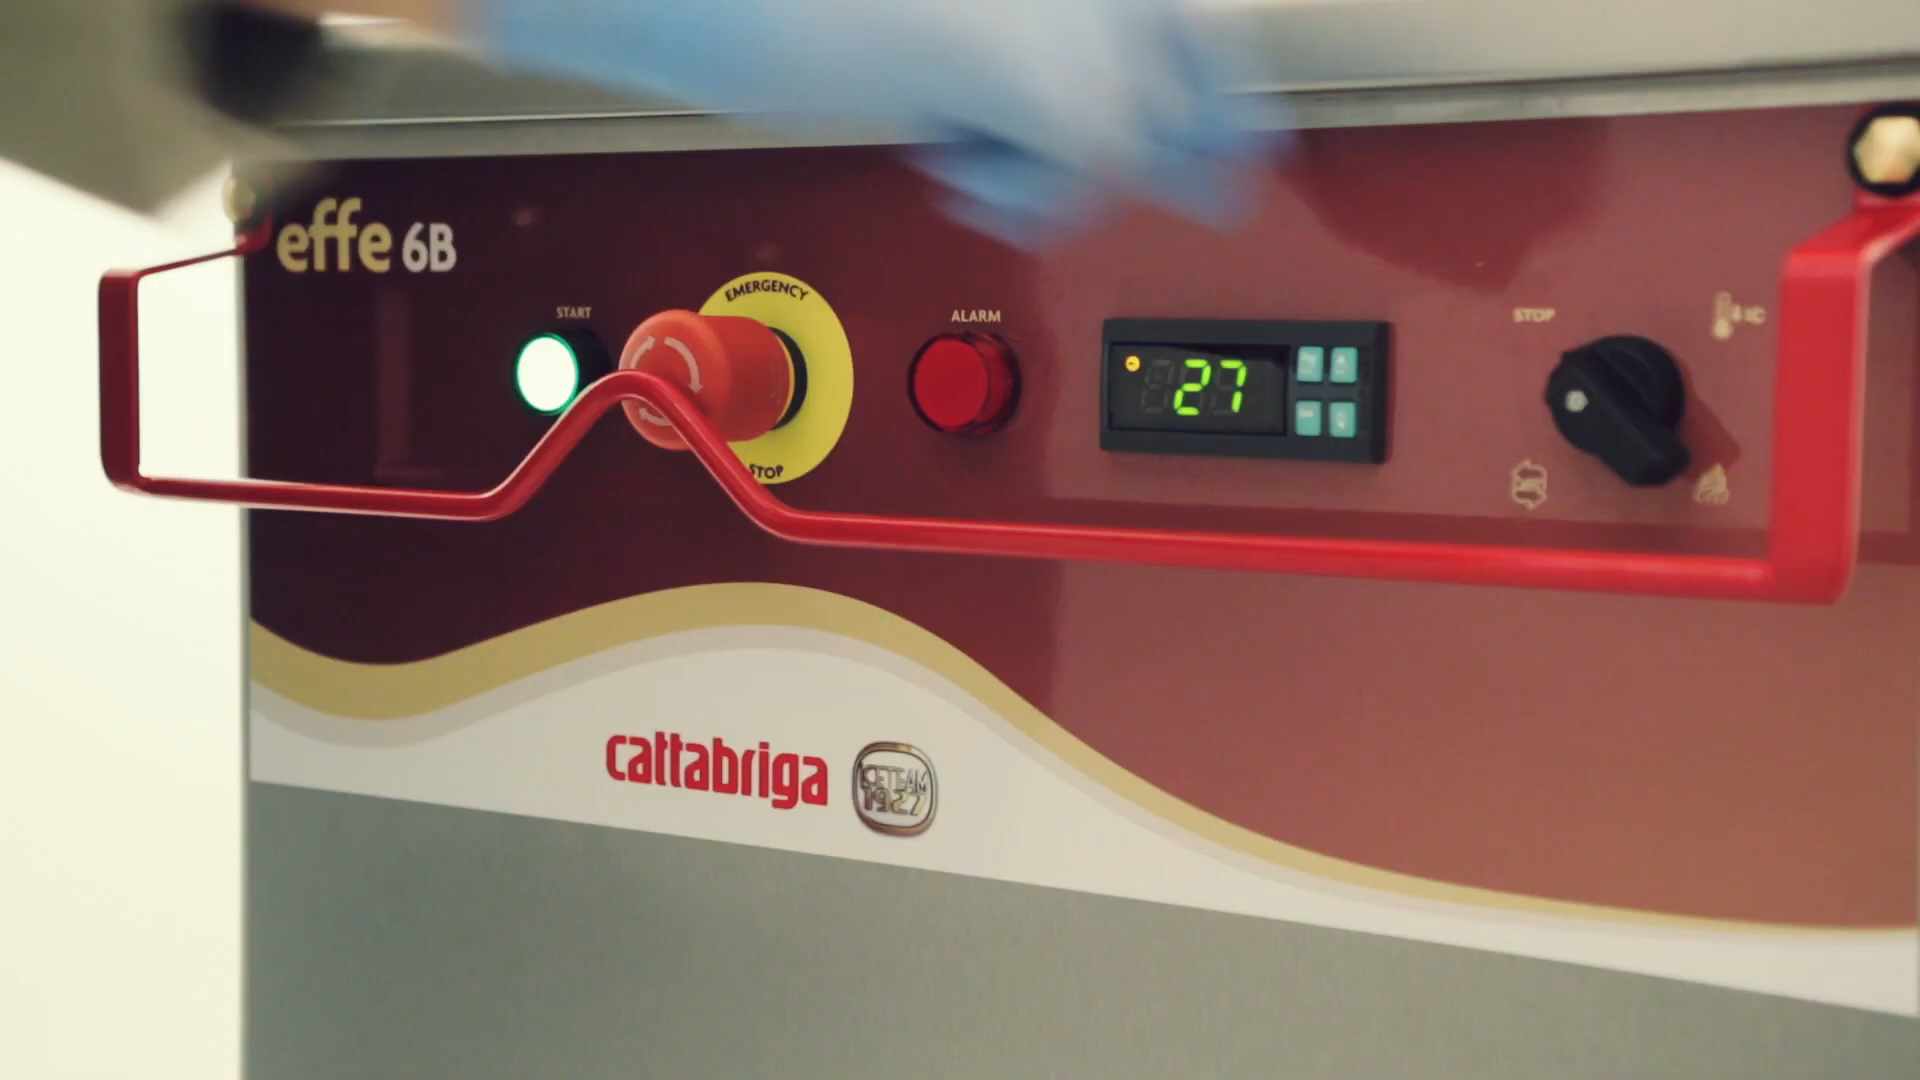 effe 6B
START
EMERGENCY
STOP
ALARM
27
STOP
°C
cattabriga
ICETEAM
1927